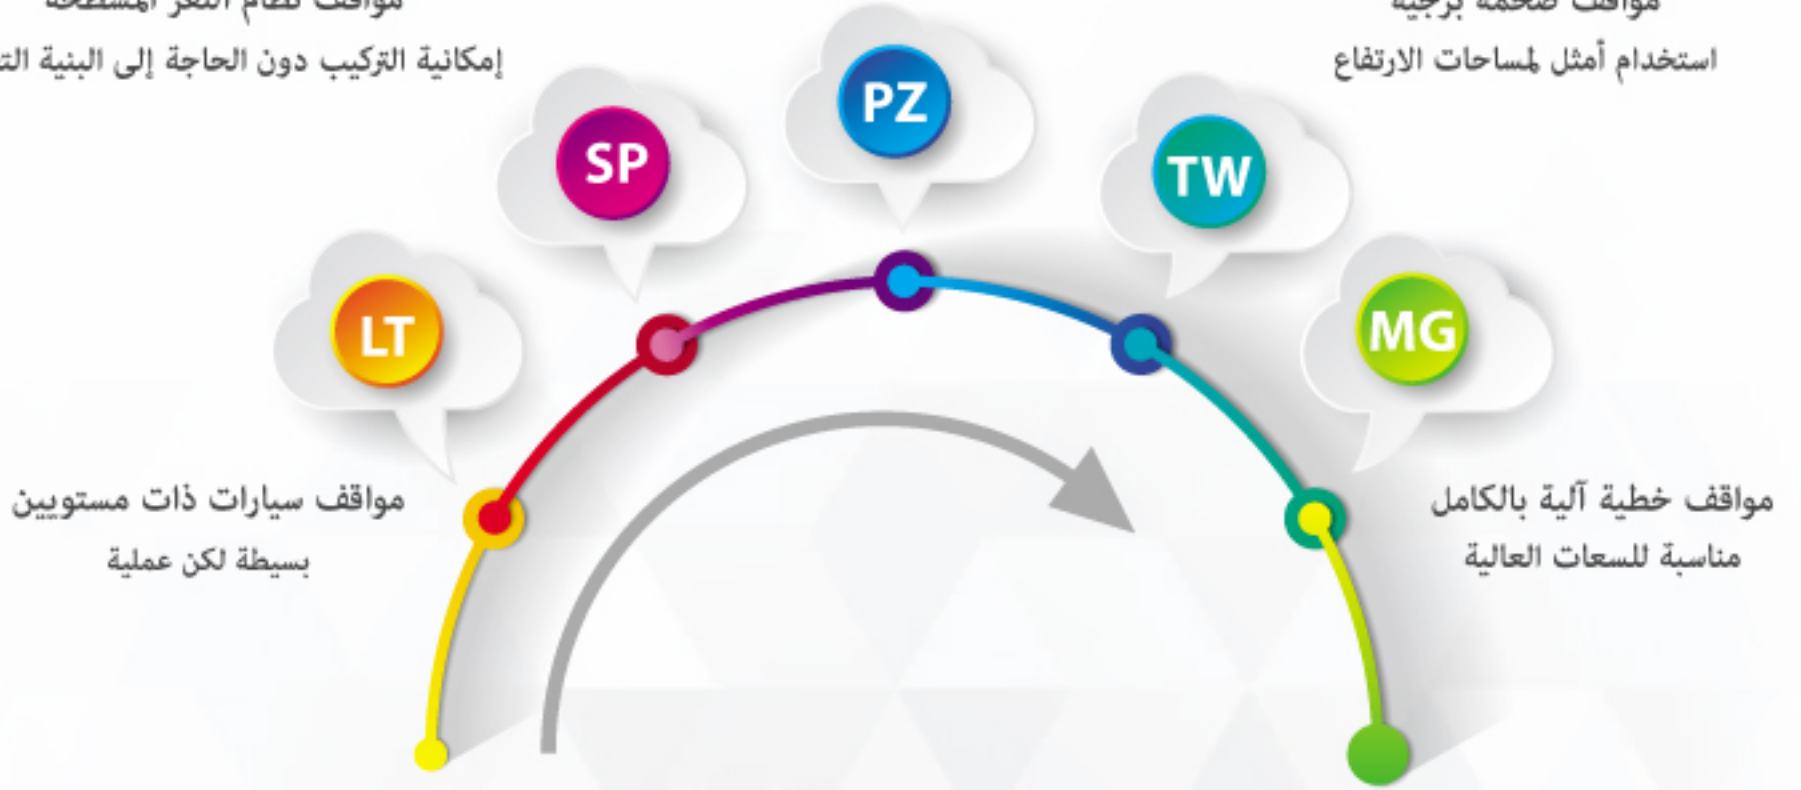 مواقف ضخمة برجية
استخدام أمثل لمساحات الارتفاع
إمكانية التركيب دون الحاجة إلى البنية
PZ
SP
TW
LT
MG
مواقف سيارات ذات مستويين
بسيطة لكن عملية
مواقف خطية آلية بالكامل
مناسبة للسعات العالية